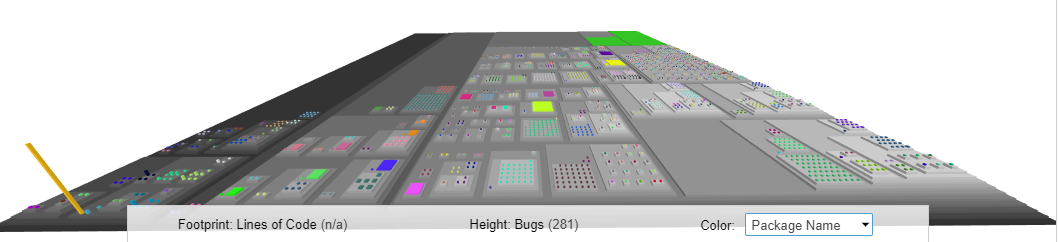 Footprint: Lines of Code (n/a) Height: Bugs (281) Color: Package Name